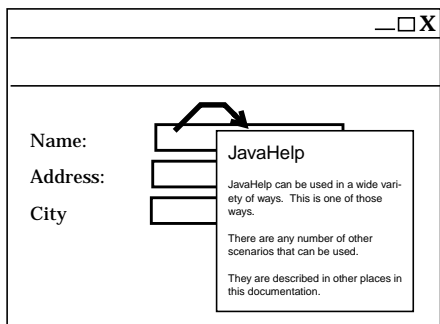 X
Name:
Address:
City
JavaHelp
JavaHelp can be used in a wide vari-
ety of ways. This is one of those
ways.
There are any number of other
scenarios that can be used.
They are described in other places in
this documentation.